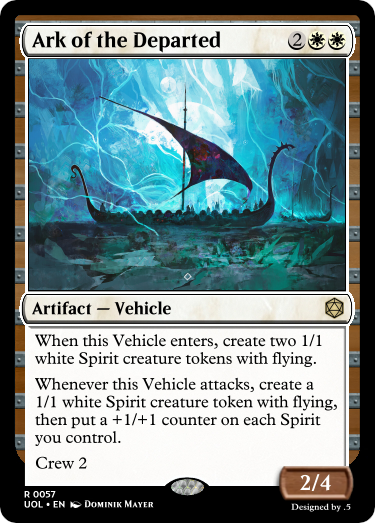 Ark of the Departed 2
Artifact — Vehicle
When this Vehicle enters, create two 1/1
white Spirit creature tokens with flying.
Whenever this Vehicle attacks, create a
1/1 white Spirit creature token with flying,
then put a +1/+1 counter on each Spirit
you control.
Crew 2
2/4
R 0057
UOL • EN Dominik Mayer
Designed by .5